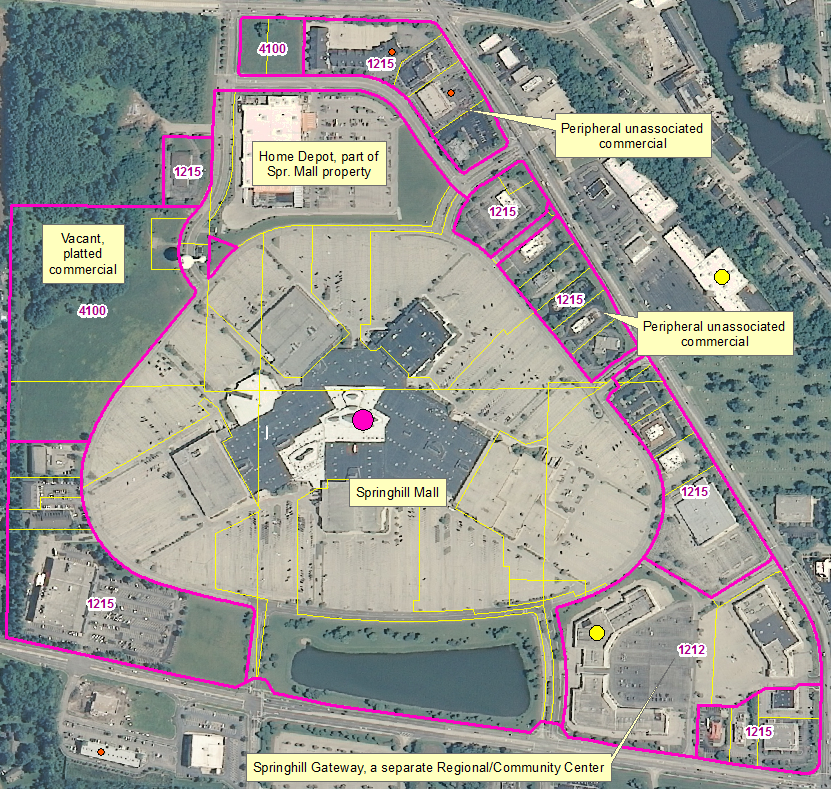 4100
1215
Peripheral unassociated
commercial
Home Depot, part of
Spr. Mall property
1215
1215
Vacant,
platted
commercial
4100
1215
Peripheral unassociated
commercial
Springhill Mall
1215
1215
1212
1215
Springhill Gateway, a separate Regional/Community Center